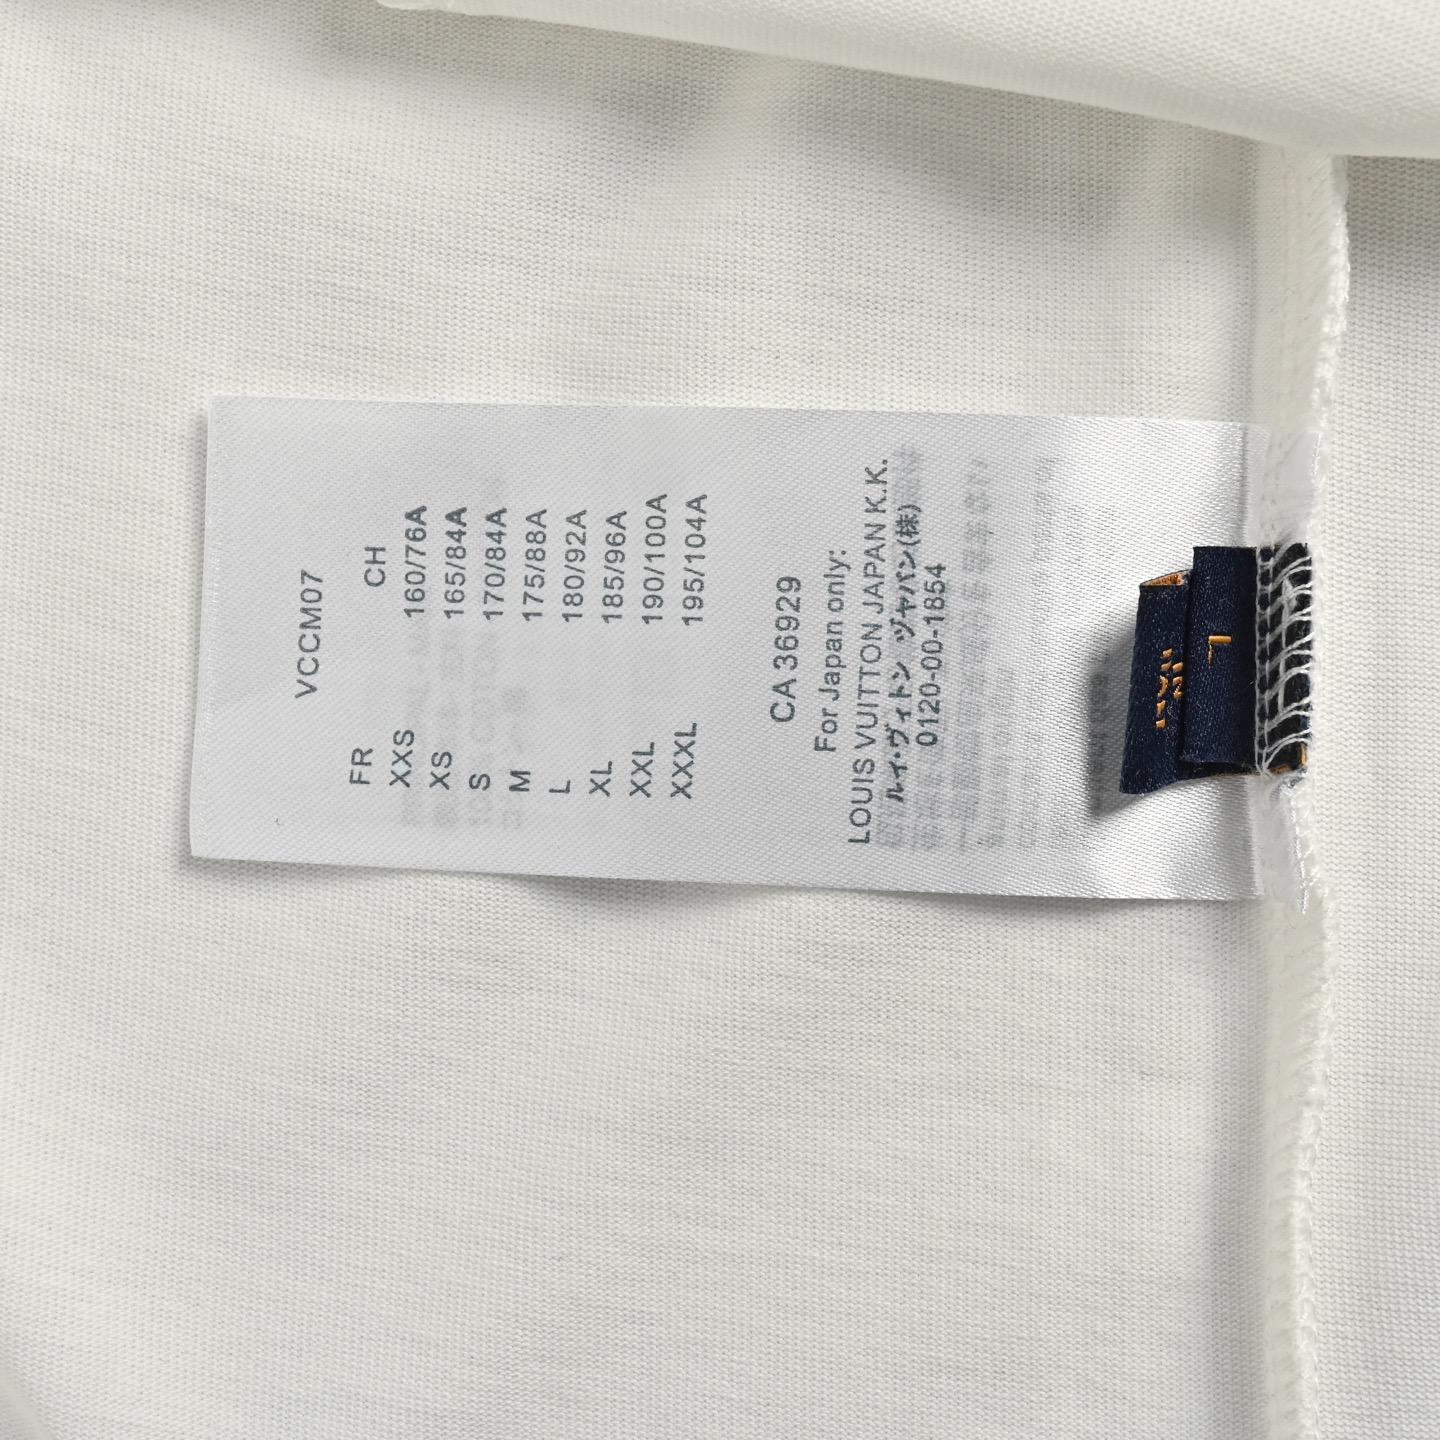 VCCM07
FR CH
XXS 160/76A
XS 165/84A
S 170/84A
M 175/88A
L 180/92A
XL 185/96A
XXL 190/100A
XXXL 195/104A
CA 36929
For Japan only:
LOUIS VUITTON JAPAN K.K.
ルイ・ヴィトン ヅャパン(株)
0120-00-1854
L